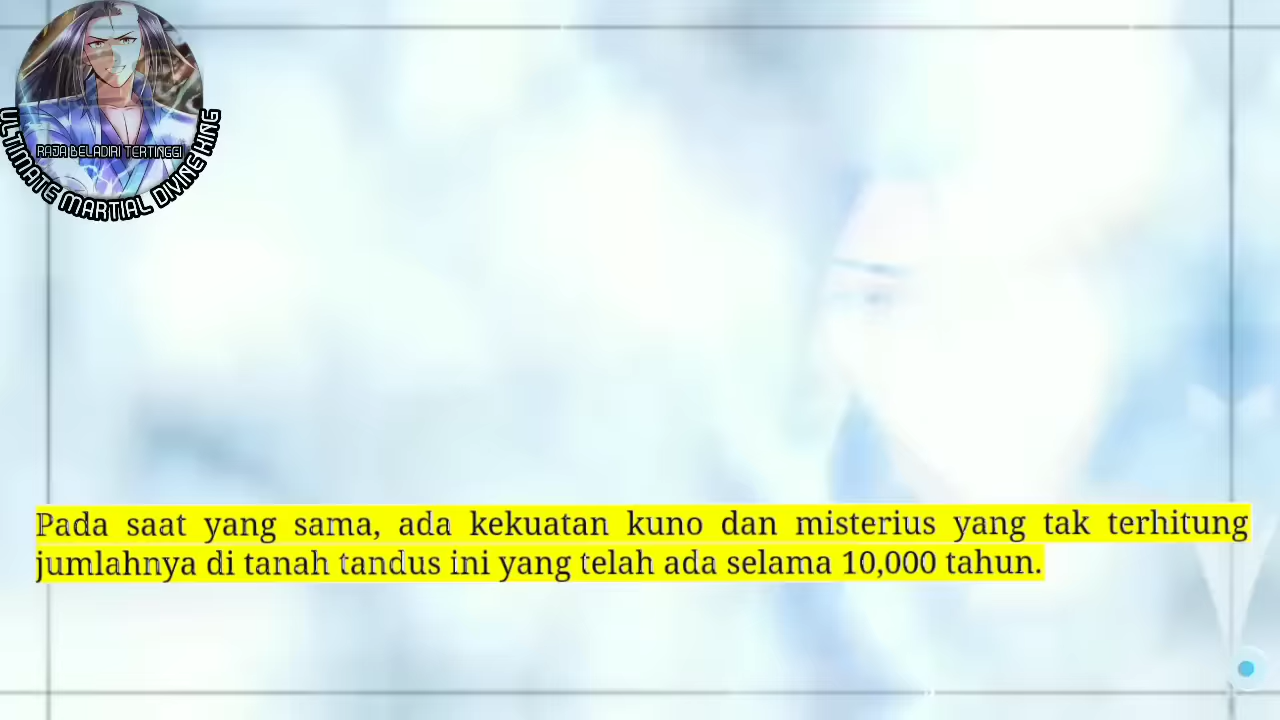 RAJA BELADIRI TERTINGGI
ULTIMATE MARTIAL DIVINE KING
Pada saat yang sama, ada kekuatan kuno dan misterius yang tak terhitung
jumlahnya di tanah tandus ini yang telah ada selama 10,000 tahun.